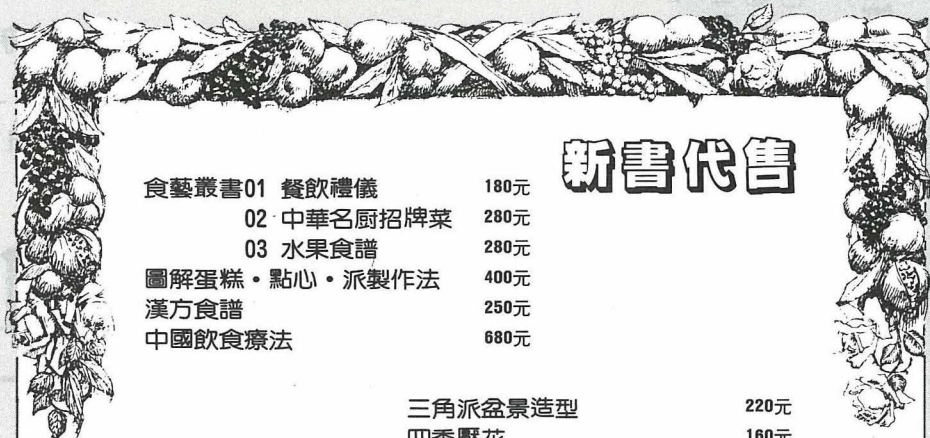 新書代售
食藝叢書01 餐飲禮儀 180元
02 中華名厨招牌菜 280元
03 水果食譜 280元
圖解蛋糕•點心•派製作法 400元
漢方食譜 250元
中國飲食療法 680元
三角派盆景造型 220元
四季壓花 160元